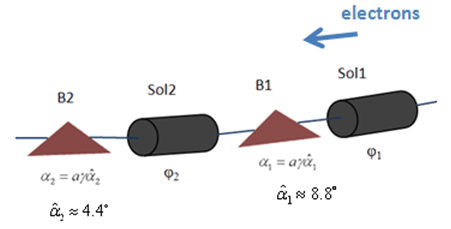 electrons
Sol1
B1
Sol2
B2
φ₁
α₁ = aγα̂₁
α̂₁ ≈ 8.8°
φ₂
α₂ = aγα̂₂
α̂₂ ≈ 4.4°